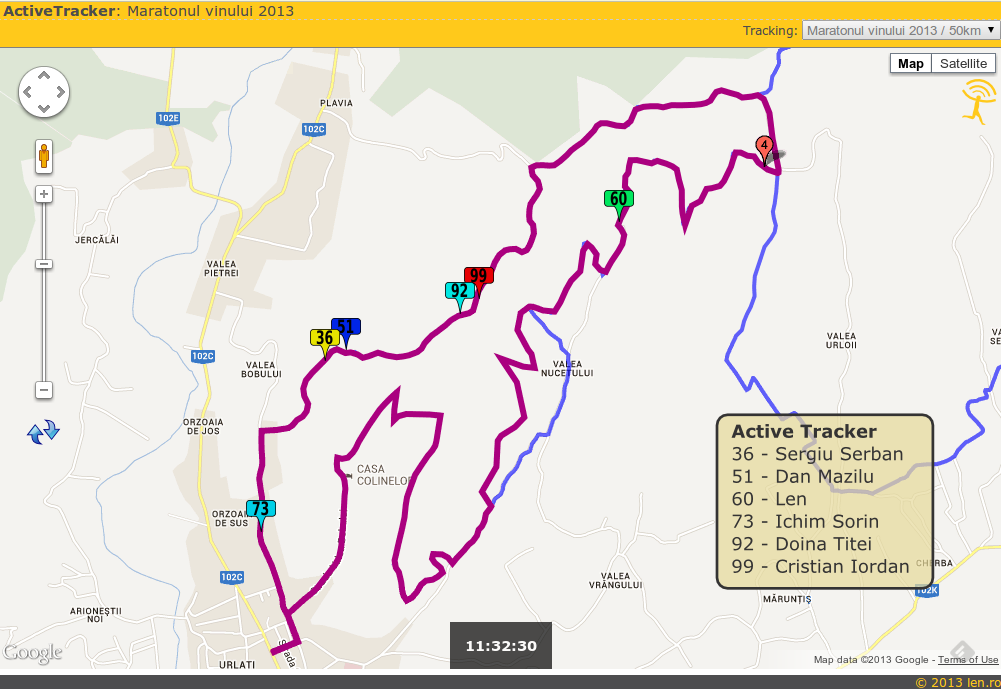 ActiveTracker: Maratonul vinului 2013
Tracking: Maratonul vinului 2013 / 50km
Map Satellite
PLAVIA
102E
102C
4
60
JERCĂLĂI
VALEA
PIETREI
99
92
51
36
VALEA
URLOII
102C
VALEA
BOBULUI
VALEA
NUCETULUI
ORZOAIA
DE JOS
CASA
COLINELOR
73
ORZOAIA
DE SUS
Active Tracker
36 - Sergiu Serban
51 - Dan Mazilu
60 - Len
73 - Ichim Sorin
92 - Doina Titei
99 - Cristian Iordan
CHERBA
102K
102C
VALEA
VRÂNGULUI
MĂRUNȚIȘ
ARIONEȘTII
NOI
11:32:30
Strada
URLATI
Google
Map data ©2013 Google - Terms of Use
© 2013 len.ro